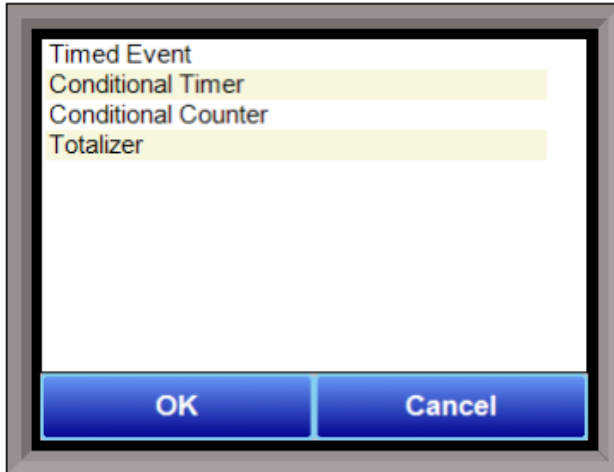 Timed Event
Conditional Timer
Conditional Counter
Totalizer
OK
Cancel